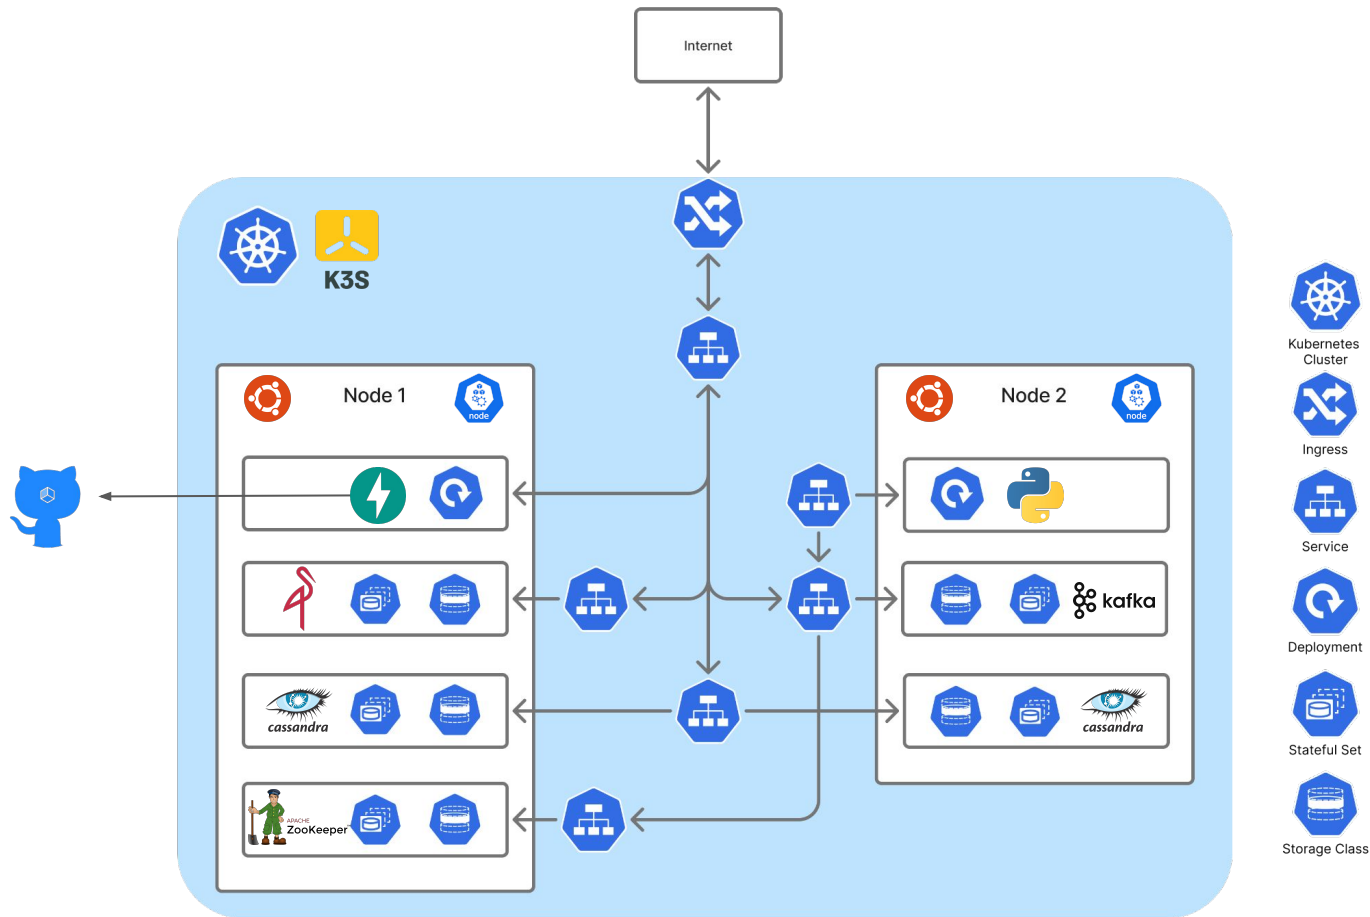 Internet
K3S
Node 1
node
Node 2
node
kafka
cassandra
cassandra
APACHE
ZooKeeper™
Kubernetes
Cluster
Ingress
Service
Deployment
Stateful Set
Storage Class